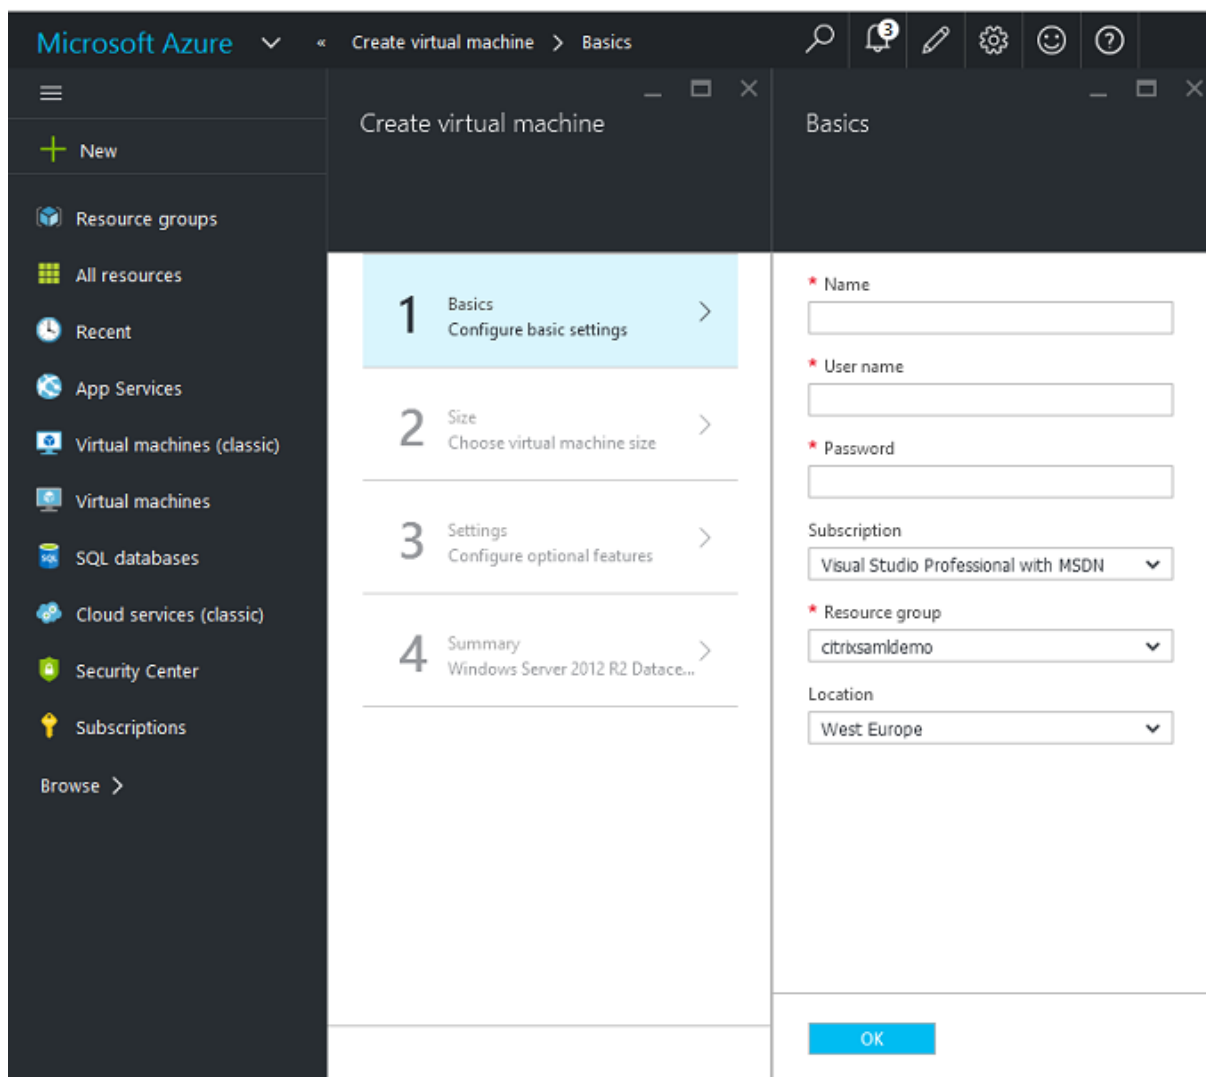 Microsoft Azure
« Create virtual machine > Basics
3
New
Resource groups
All resources
Recent
App Services
Virtual machines (classic)
Virtual machines
SQL databases
Cloud services (classic)
Security Center
Subscriptions
Browse >
Create virtual machine
1
Basics
Configure basic settings
2
Size
Choose virtual machine size
3
Settings
Configure optional features
4
Summary
Windows Server 2012 R2 Datace...
Basics
* Name
* User name
* Password
Subscription
Visual Studio Professional with MSDN
* Resource group
citrixsamldemo
Location
West Europe
OK